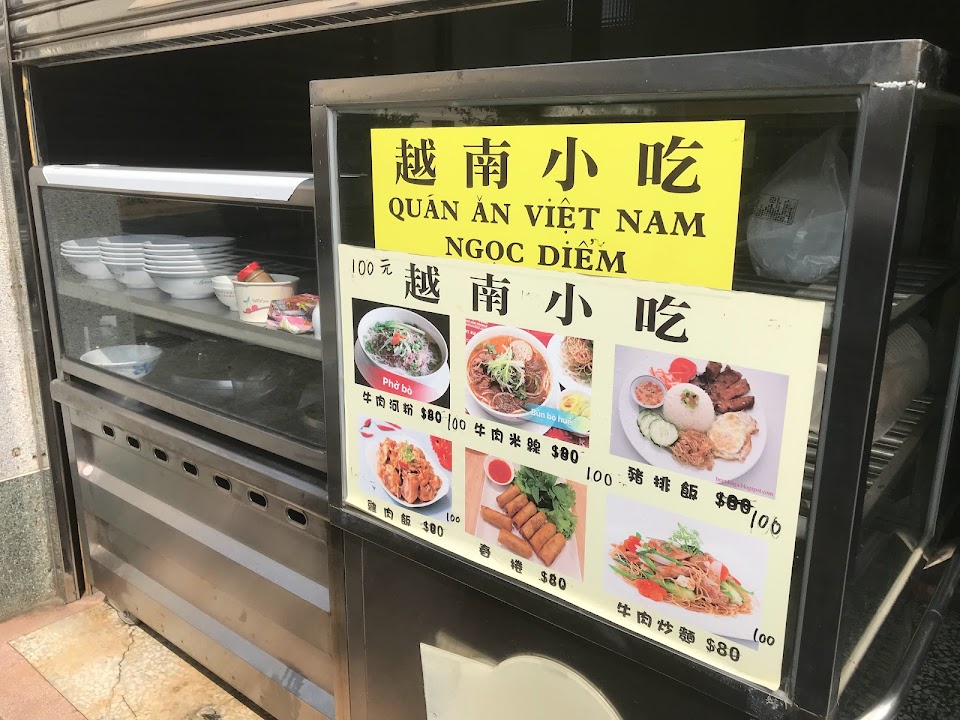 越南小吃
QUÁN ĂN VIỆT NAM
NGỌC DIỂM
100元
越南小吃
Phở bò
Bún bò huế
牛肉河粉 $80 100
牛肉米線 $80 100
豬排飯 $80 100
雞肉飯 $80 100
春捲 $80
牛肉炒麵 $80 100